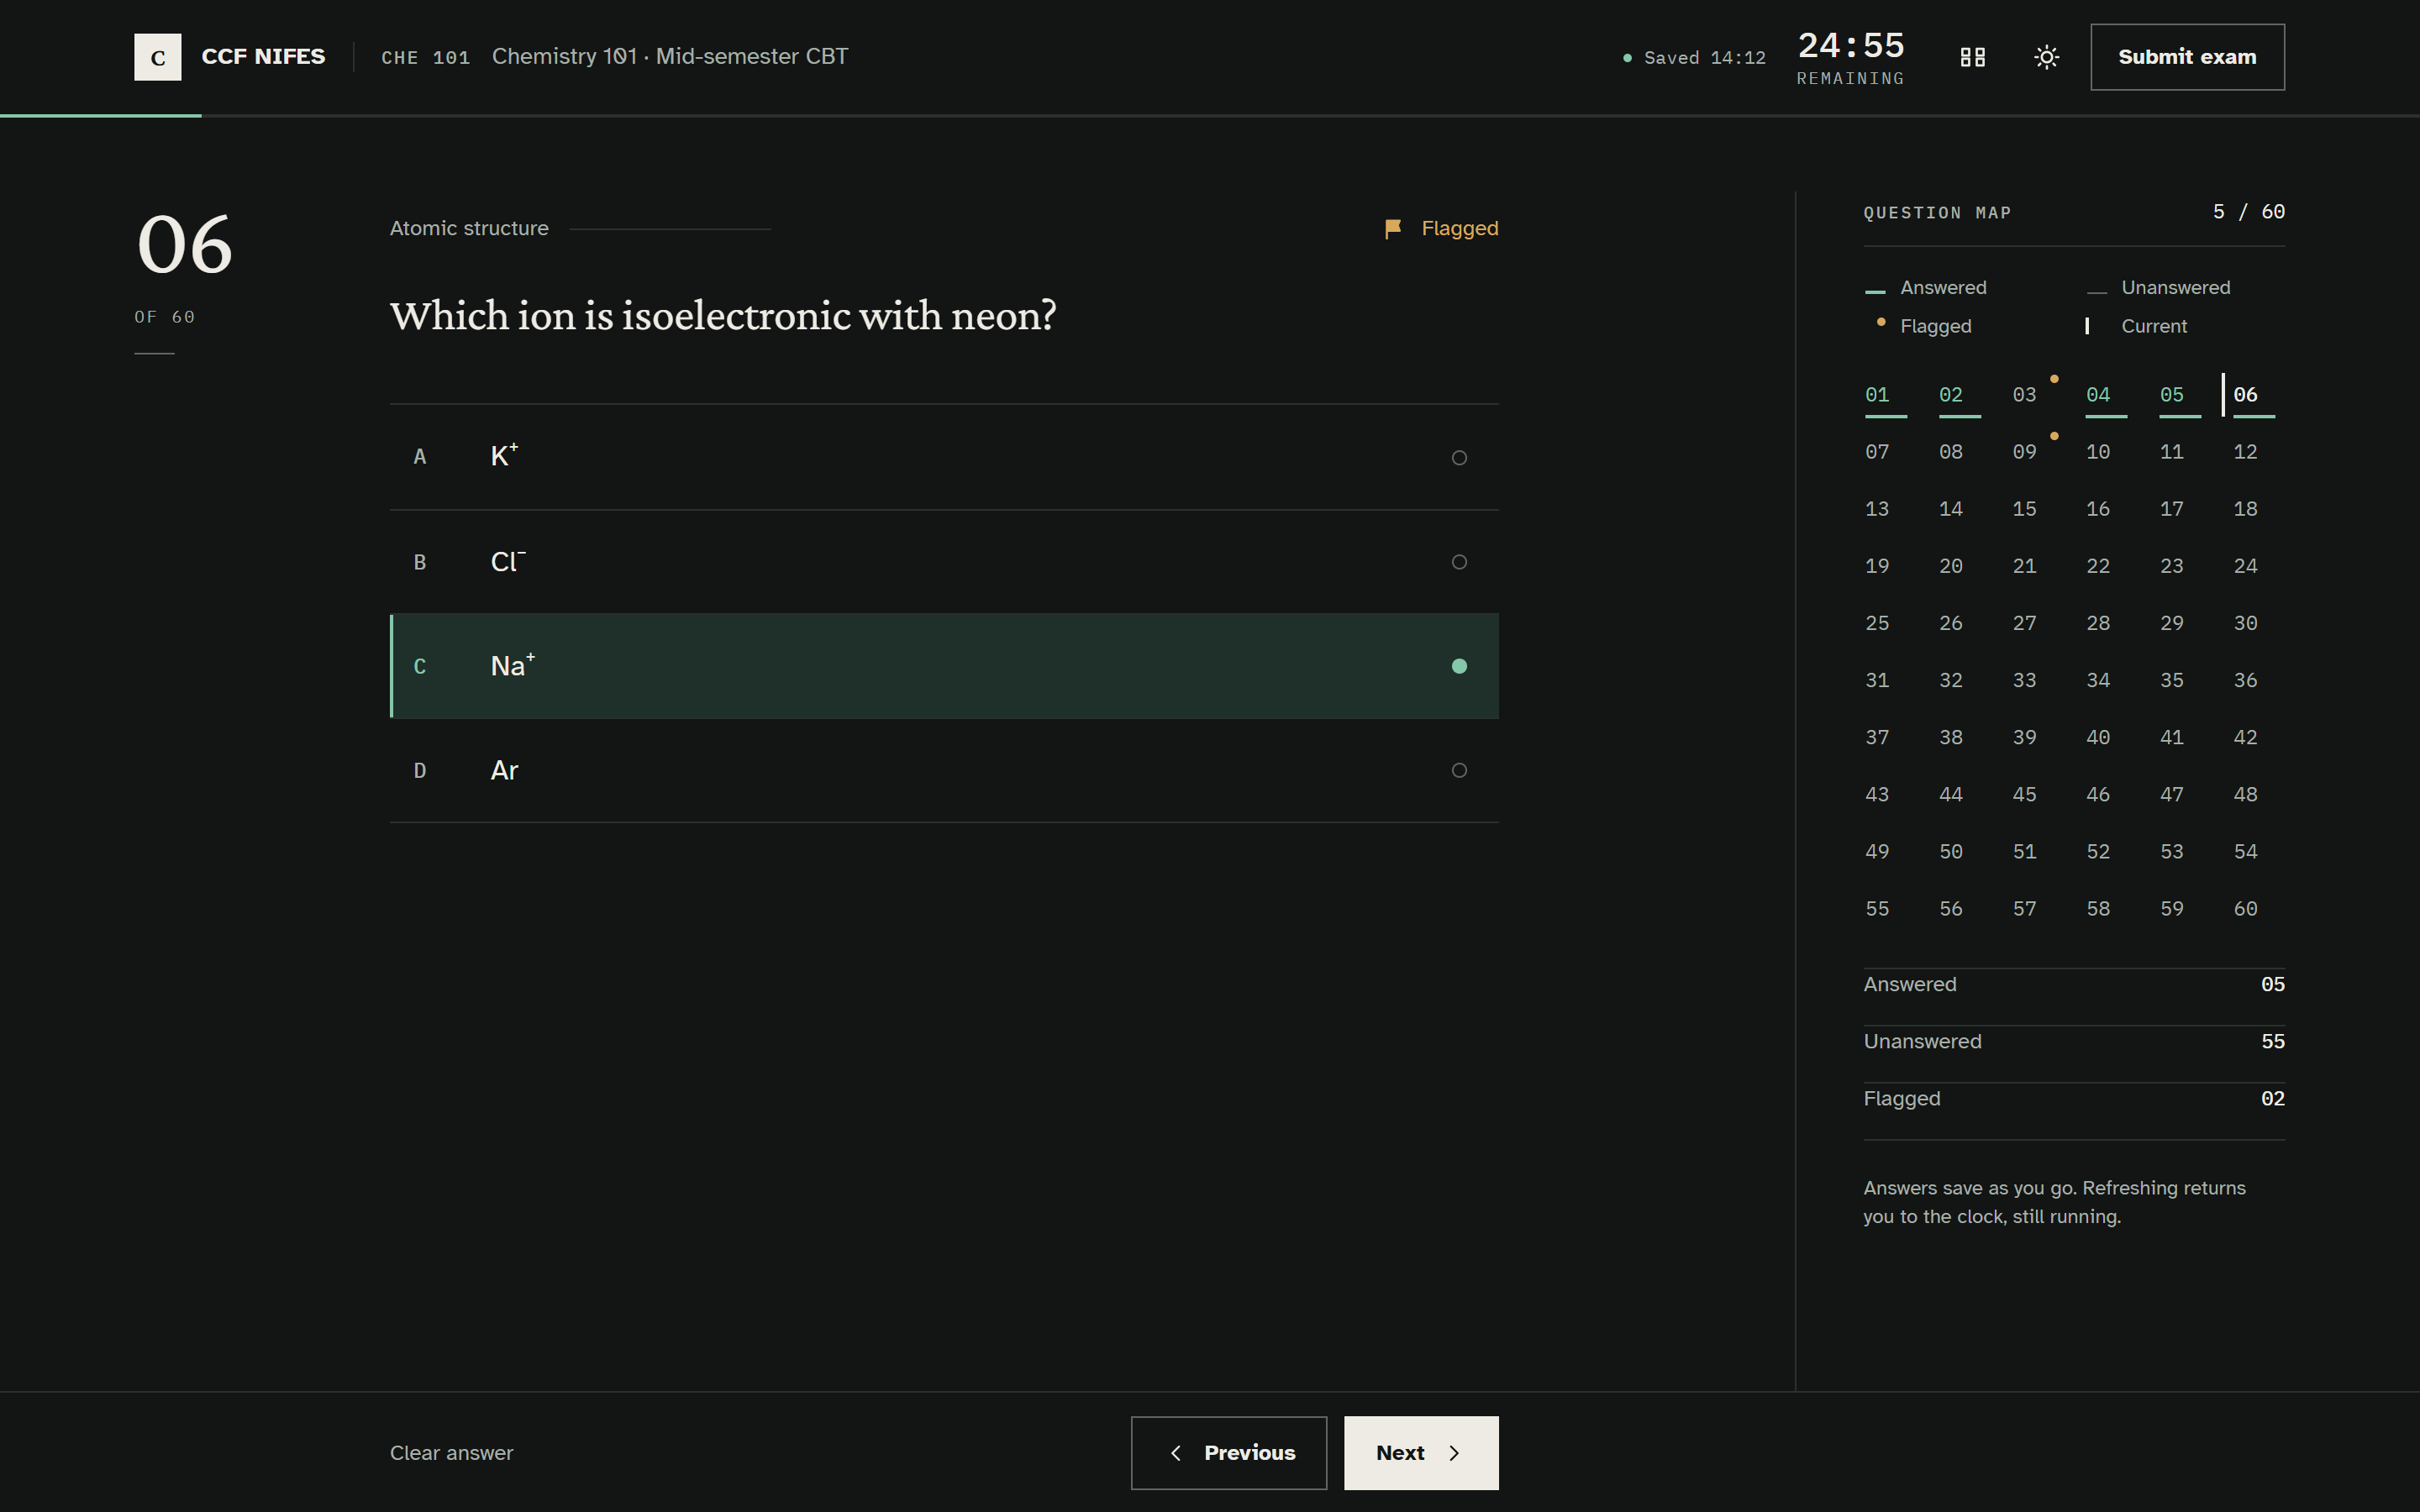 C CCF NIFES CHE 101 Chemistry 101 · Mid-semester CBT Saved 14:12 24:55 REMAINING Submit exam
06
OF 60
Atomic structure Flagged
Which ion is isoelectronic with neon?
A K⁺
B Cl⁻
C Na⁺
D Ar
QUESTION MAP 5 / 60
Answered Unanswered
Flagged Current
01 02 03 04 05 06
07 08 09 10 11 12
13 14 15 16 17 18
19 20 21 22 23 24
25 26 27 28 29 30
31 32 33 34 35 36
37 38 39 40 41 42
43 44 45 46 47 48
49 50 51 52 53 54
55 56 57 58 59 60
Answered 05
Unanswered 55
Flagged 02
Answers save as you go. Refreshing returns
you to the clock, still running.
Clear answer Previous Next